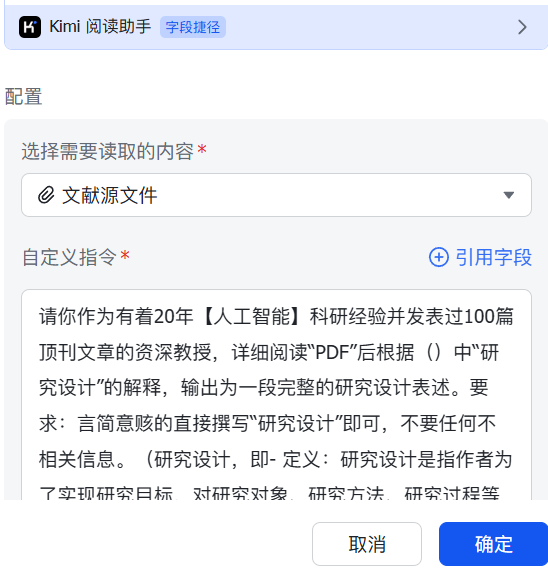 Kimi 阅读助手 字段捷径
配置
选择需要读取的内容*
文献源文件
自定义指令* 引用字段
请你作为有着20年【人工智能】科研经验并发表过100篇
顶刊文章的资深教授，详细阅读“PDF”后根据（）中“研
究设计”的解释，输出为一段完整的研究设计表述。要
求：言简意赅的直接撰写“研究设计”即可，不要任何不
相关信息。（研究设计，即- 定义：研究设计是指作者为
了实现研究目标，对研究对象、研究方法、研究过程等
取消 确定